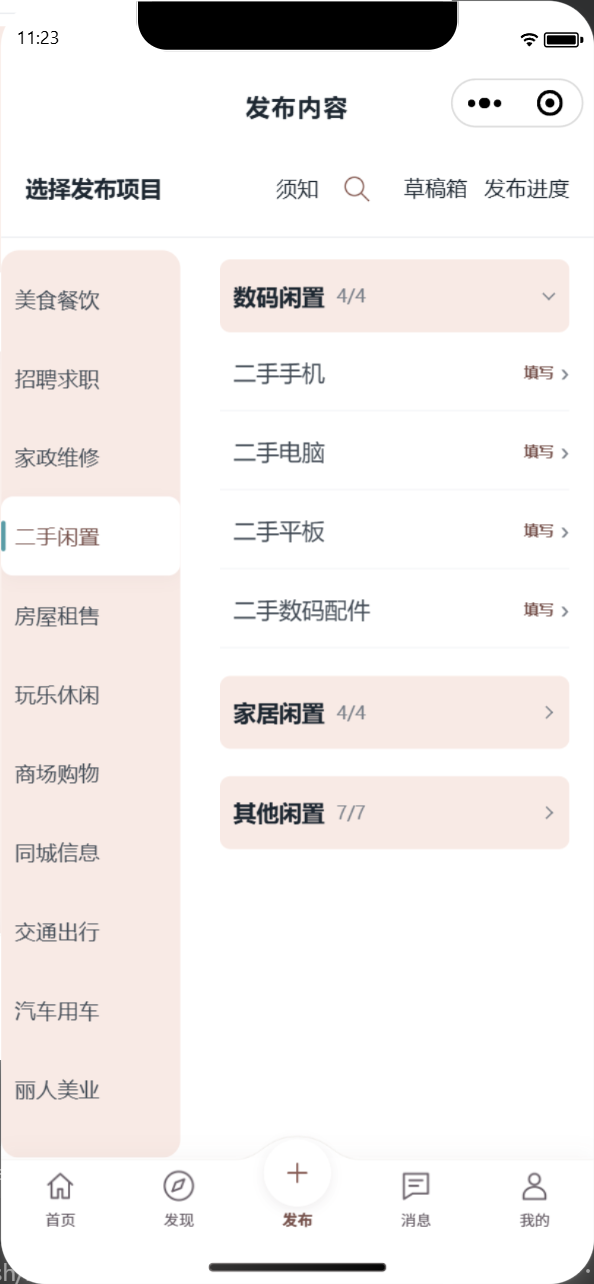 11:23
发布内容
选择发布项目 须知 草稿箱 发布进度
美食餐饮
招聘求职
家政维修
二手闲置
房屋租售
玩乐休闲
商场购物
同城信息
交通出行
汽车用车
丽人美业
数码闲置 4/4
二手手机 填写
二手电脑 填写
二手平板 填写
二手数码配件 填写
家居闲置 4/4
其他闲置 7/7
首页 发现 发布 消息 我的